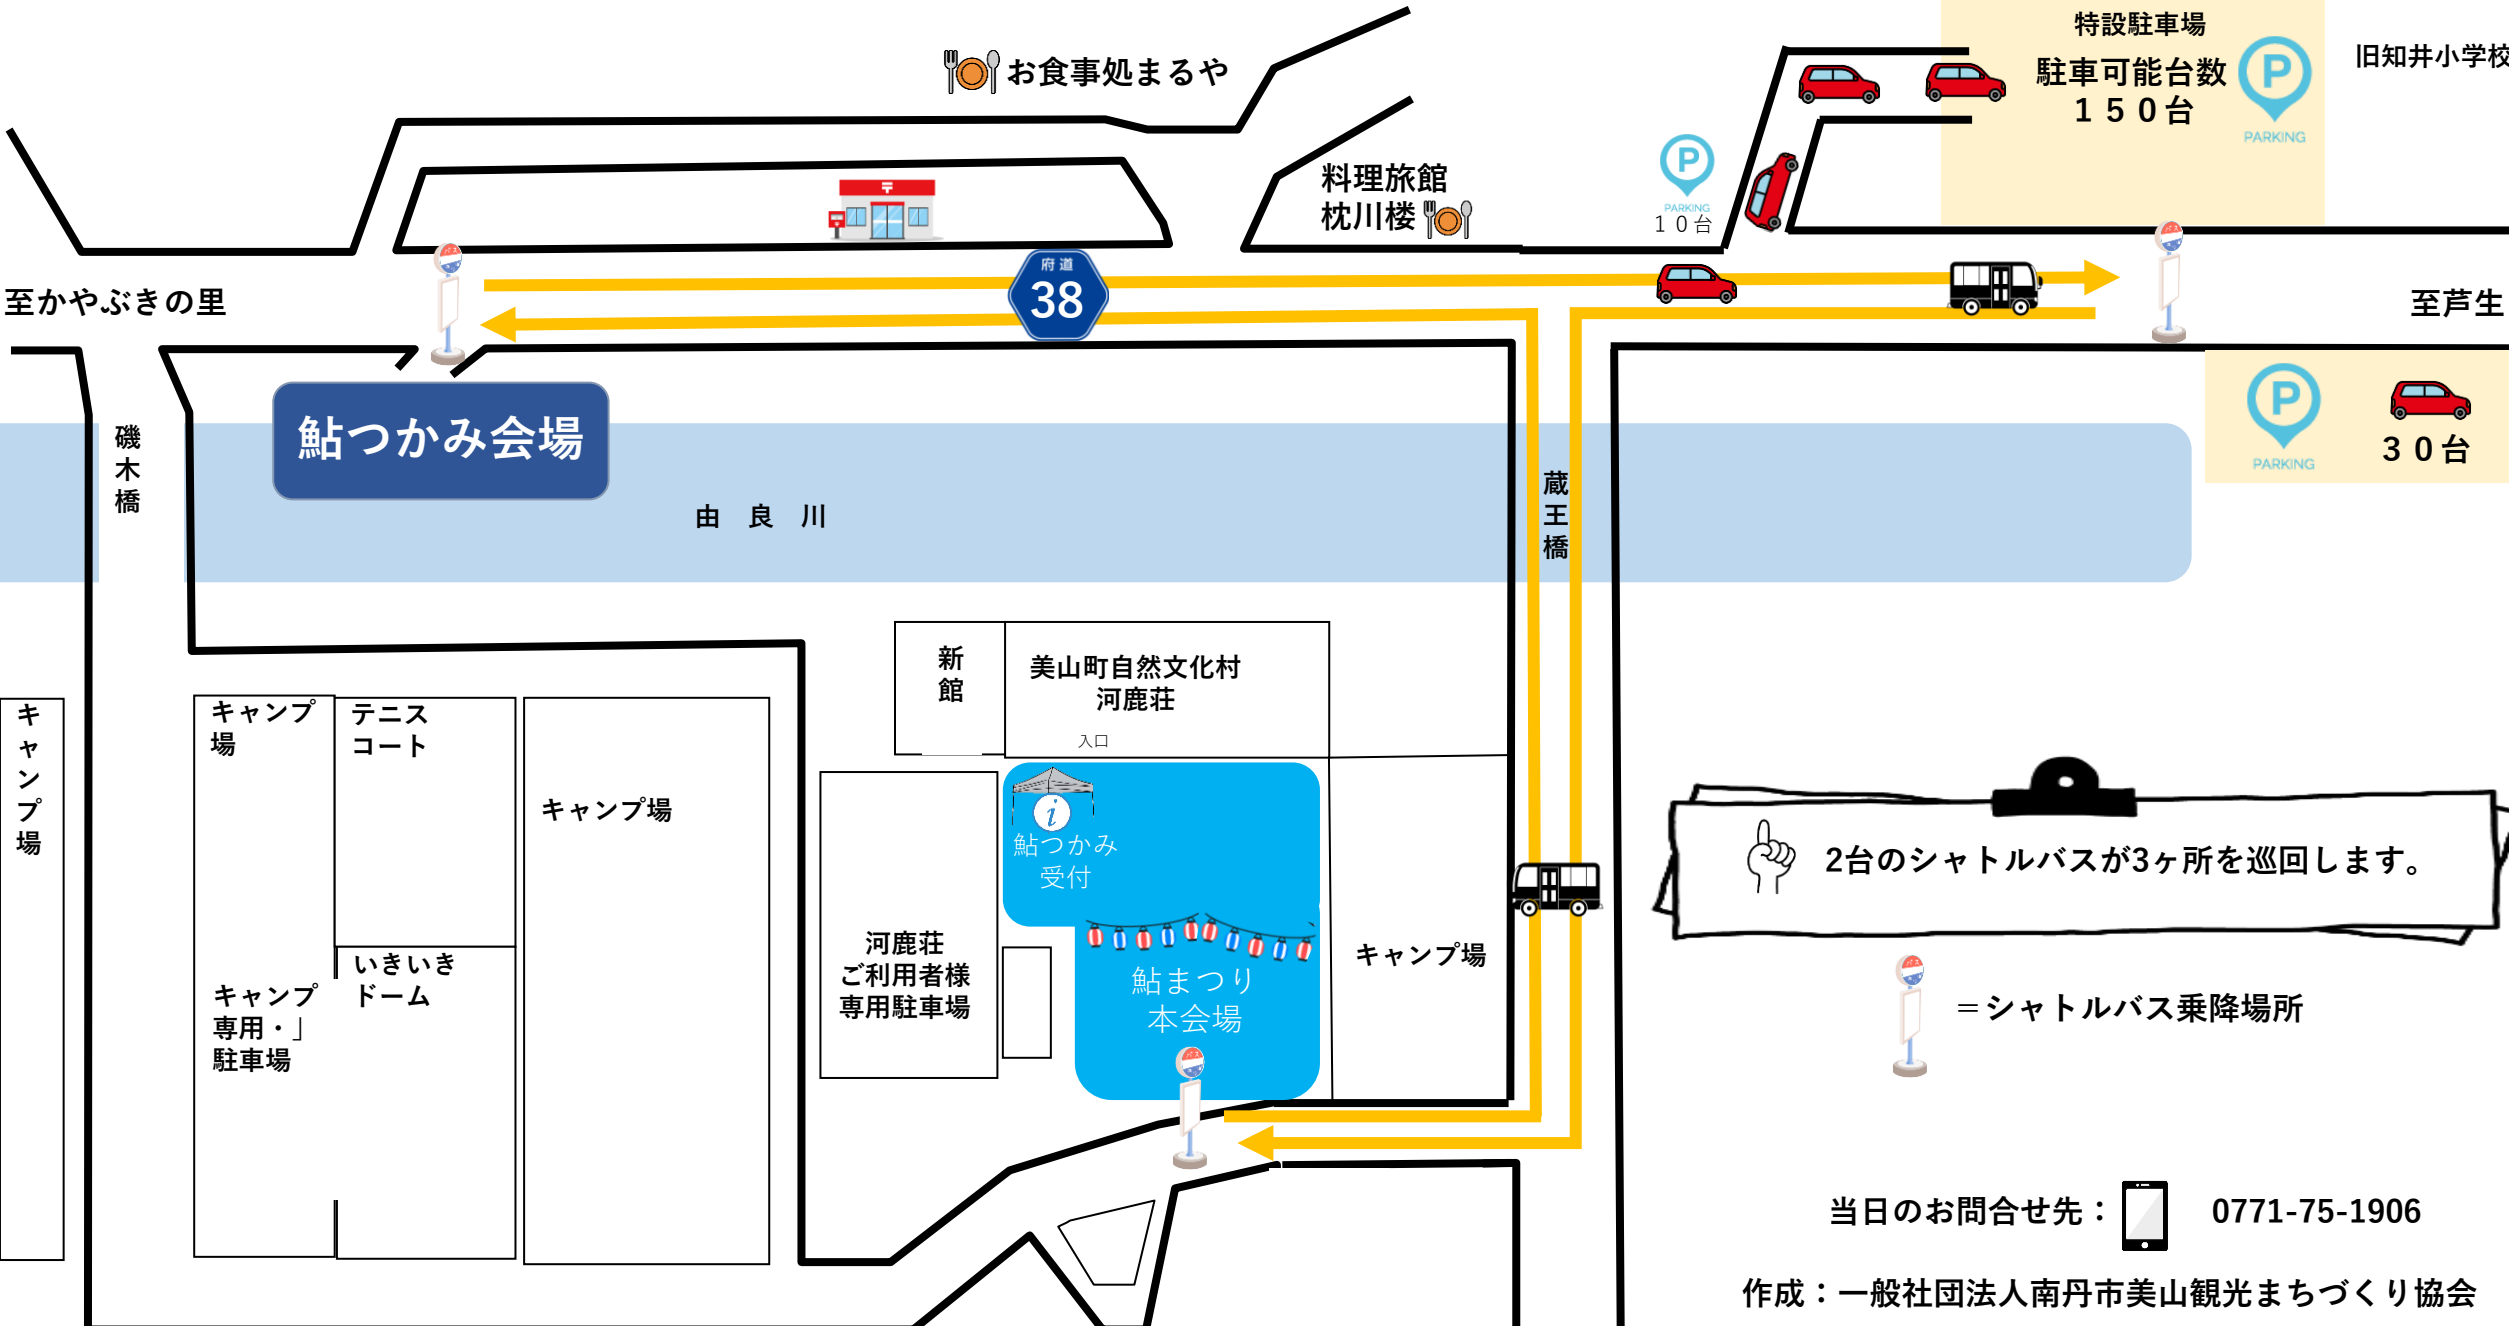 特設駐車場
駐車可能台数
１５０台
PARKING
旧知井小学校
お食事処まるや
料理旅館
枕川楼
PARKING
１０台
〒
至かやぶきの里
府道
38
至芦生
鮎つかみ会場
磯木橋
由良川
蔵王橋
PARKING
３０台
新館
美山町自然文化村
河鹿荘
入口
キャンプ場
キャンプ
場
テニス
コート
キャンプ場
鮎つかみ
受付
2台のシャトルバスが3ヶ所を巡回します。
河鹿荘
ご利用者様
専用駐車場
鮎まつり
本会場
キャンプ場
いきいき
ドーム
キャンプ
専用・」
駐車場
＝シャトルバス乗降場所
当日のお問合せ先：
0771-75-1906
作成：一般社団法人南丹市美山観光まちづくり協会